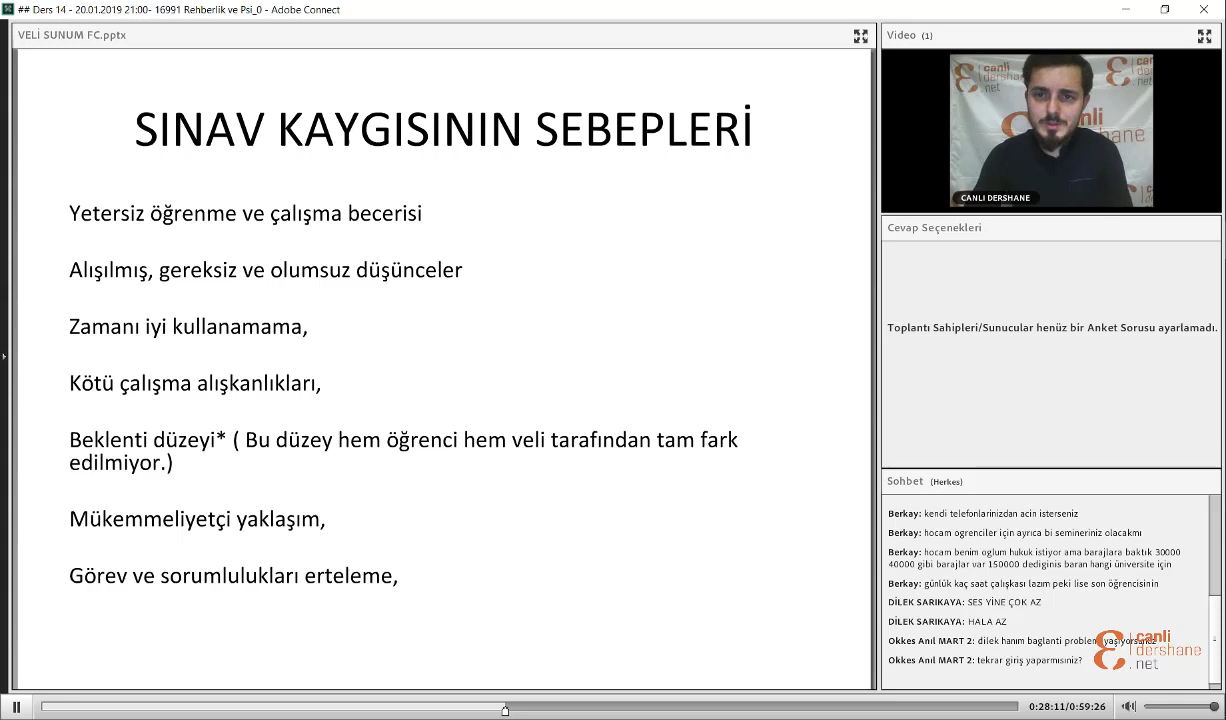 ## Ders 14 - 20.01.2019 21:00- 16991 Rehberlik ve Psi_0 - Adobe Connect
VELİ SUNUM FC.pptx
SINAV KAYGISININ SEBEPLERİ
Yetersiz öğrenme ve çalışma becerisi
Alışılmış, gereksiz ve olumsuz düşünceler
Zamanı iyi kullanamama,
Kötü çalışma alışkanlıkları,
Beklenti düzeyi* ( Bu düzey hem öğrenci hem veli tarafından tam fark
edilmiyor.)
Mükemmeliyetçi yaklaşım,
Görev ve sorumlulukları erteleme,
Video (1)
canli
dershane
.net
CANLI DERSHANE
Cevap Seçenekleri
Toplantı Sahipleri/Sunucular henüz bir Anket Sorusu ayarlamadı.
Sohbet (Herkes)
Berkay: kendi telefonlarinizdan acin isterseniz
Berkay: hocam ogrenciler için ayrıca bi semineriniz olacakmı
Berkay: hocam benim oglum hukuk istiyor ama barajlara baktık 30000
40000 gibi barajlar var 150000 dediginis baran hangi üniversite için
Berkay: günlük kaç saat çalışkası lazım peki lise son öğrencisinin
DİLEK SARIKAYA: SES YİNE ÇOK AZ
DİLEK SARIKAYA: HALA AZ
Okkes Anıl MART 2: dilek hanım baglanti problemi yaşıyorsunuz
Okkes Anıl MART 2: tekrar giriş yaparmısınız?
canli
dershane
.net
0:28:11/0:59:26